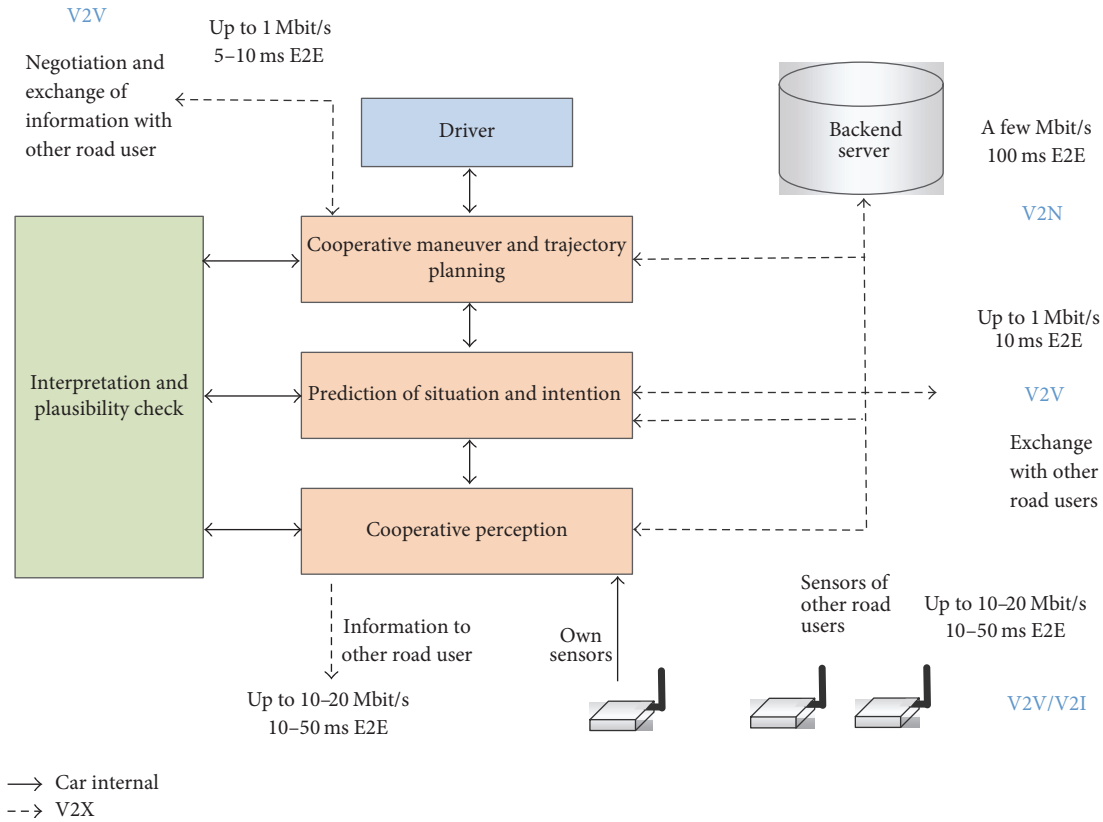 V2V
Up to 1 Mbit/s
5–10 ms E2E
Negotiation and
exchange of
information with
other road user
Driver
Backend
server
A few Mbit/s
100 ms E2E
V2N
Cooperative maneuver and trajectory
planning
Up to 1 Mbit/s
10 ms E2E
Interpretation and
plausibility check
Prediction of situation and intention
V2V
Exchange
with other
road users
Cooperative perception
Sensors of
other road
users
Up to 10–20 Mbit/s
10–50 ms E2E
Information to
other road user
Own
sensors
Up to 10–20 Mbit/s
10–50 ms E2E
V2V/V2I
Car internal
V2X